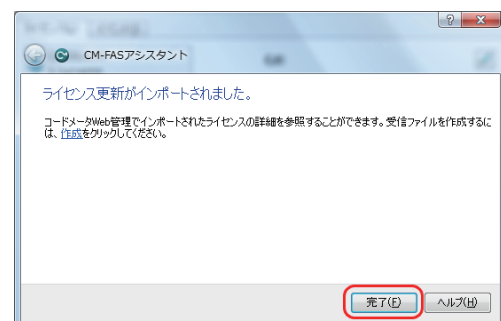 CM-FASアシスタント
ライセンス更新がインポートされました。
コードメータWeb管理でインポートされたライセンスの詳細を参照することができます。受信ファイルを作成するに
は、作成をクリックしてください。
完了(F)
ヘルプ(H)